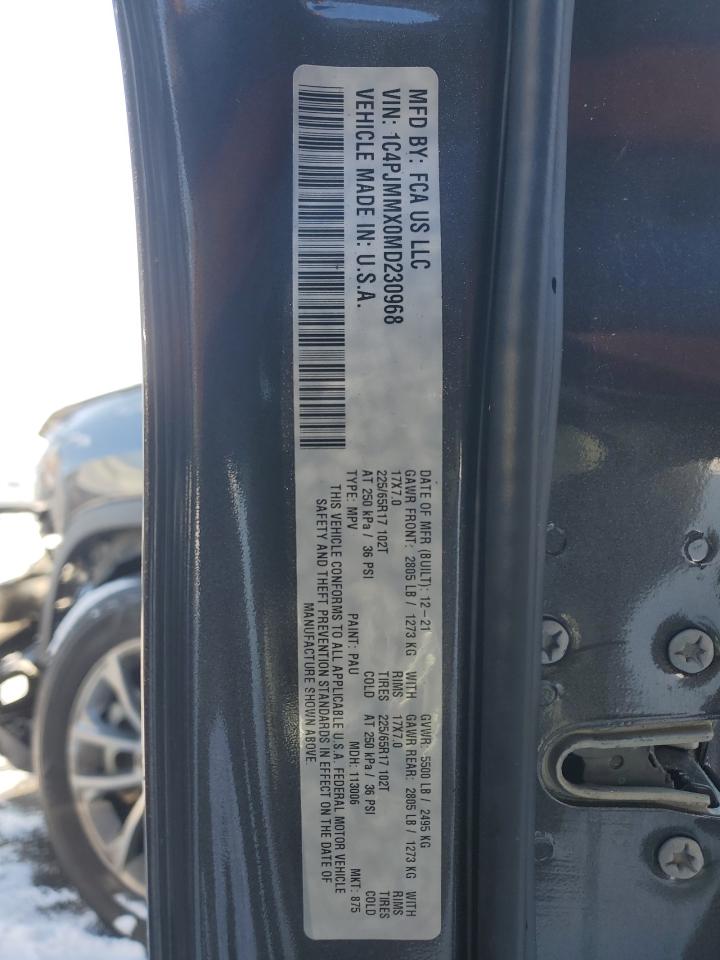 MFD BY: FCA US LLC
VIN: 1C4PJMMX0MD230968
VEHICLE MADE IN: U.S.A.
DATE OF MFR (BUILT): 12-21 GVWR: 5500 LB / 2495 KG
GAWR FRONT: 2805 LB / 1273 KG WITH GAWR REAR: 2805 LB / 1273 KG WITH
17X7.0 RIMS 17X7.0 RIMS
225/65R17 102T TIRES 225/65R17 102T TIRES
AT 250 kPa / 36 PSI COLD AT 250 kPa / 36 PSI COLD
TYPE: MPV PAINT: PAU MDH: 113006 MKT: 875
THIS VEHICLE CONFORMS TO ALL APPLICABLE U.S.A. FEDERAL MOTOR VEHICLE
SAFETY AND THEFT PREVENTION STANDARDS IN EFFECT ON THE DATE OF
MANUFACTURE SHOWN ABOVE.